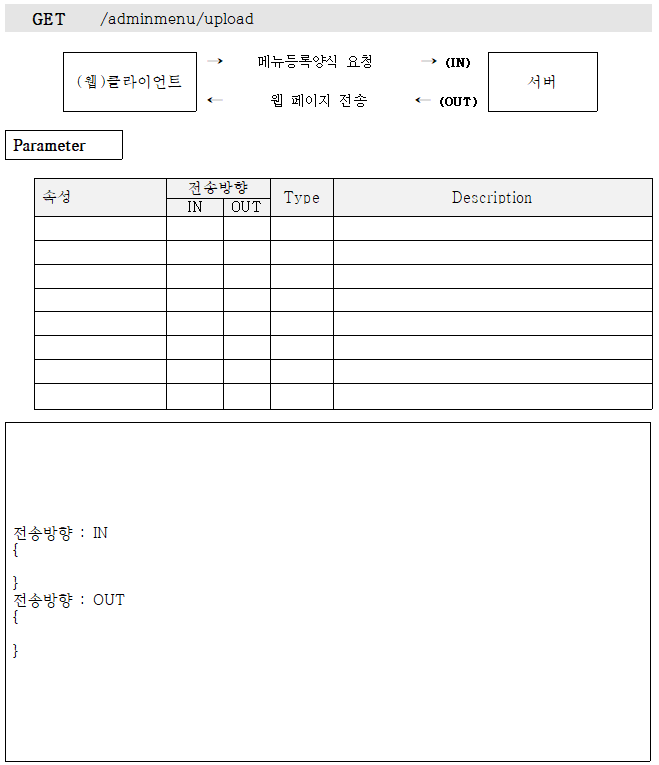 GET /adminmenu/upload
→ 메뉴등록양식 요청 → (IN)
(웹)클라이언트 서버
← 웹 페이지 전송 ← (OUT)
Parameter
속성 전송방향 Type Description
IN OUT
전송방향 : IN
{
}
전송방향 : OUT
{
}